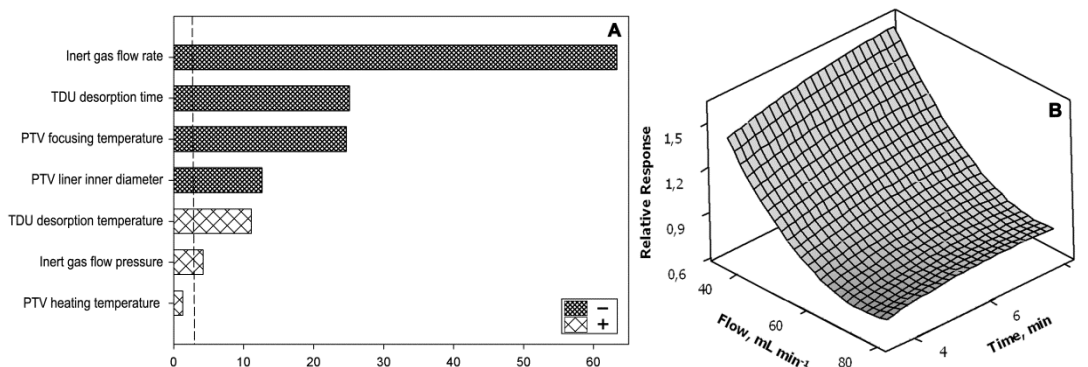 A
Inert gas flow rate
TDU desorption time
PTV focusing temperature
PTV liner inner diameter
TDU desorption temperature
Inert gas flow pressure
PTV heating temperature
−
+
0 10 20 30 40 50 60
B
Relative Response
1,5
1,2
0,9
0,6
40
60
80
Flow, mL min⁻¹
4
6
Time, min